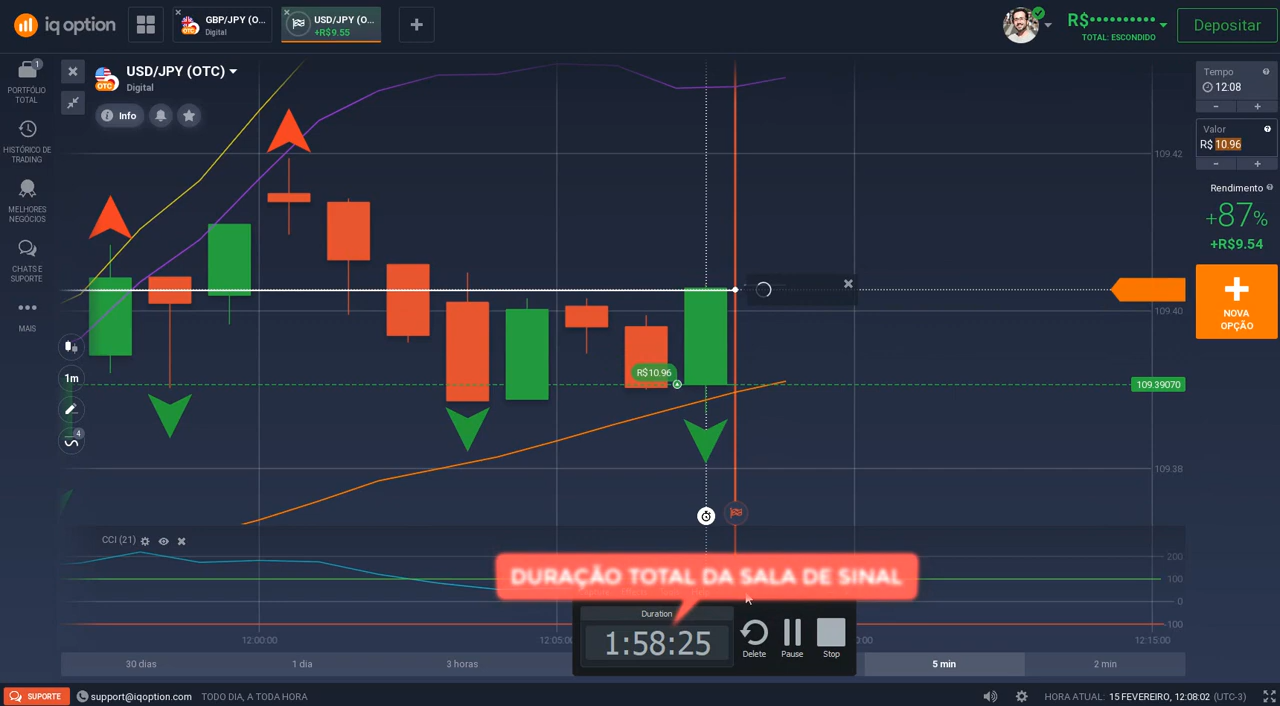 iq option
GBP/JPY (O...
Digital
USD/JPY (O...
+R$9.55
R$••••••••••
TOTAL: ESCONDIDO
Depositar
1
PORTFÓLIO
TOTAL
HISTÓRICO DE
TRADING
MELHORES
NEGÓCIOS
CHATS E
SUPORTE
MAIS
OTC
USD/JPY (OTC)
Digital
Info
1m
4
R$10.96
109.42
109.40
109.39070
109.38
Tempo
12:08
Valor
R$ 10.96
Rendimento
+87%
+R$9.54
NOVA
OPÇÃO
CCI (21)
200
100
0
-100
DURAÇÃO TOTAL DA SALA DE SINAL
Duration
1:58:25
Delete
Pause
Stop
12:00:00
12:15:00
30 dias
1 dia
3 horas
5 min
2 min
SUPORTE
support@iqoption.com
TODO DIA, A TODA HORA
HORA ATUAL: 15 FEVEREIRO, 12:08:02 (UTC-3)